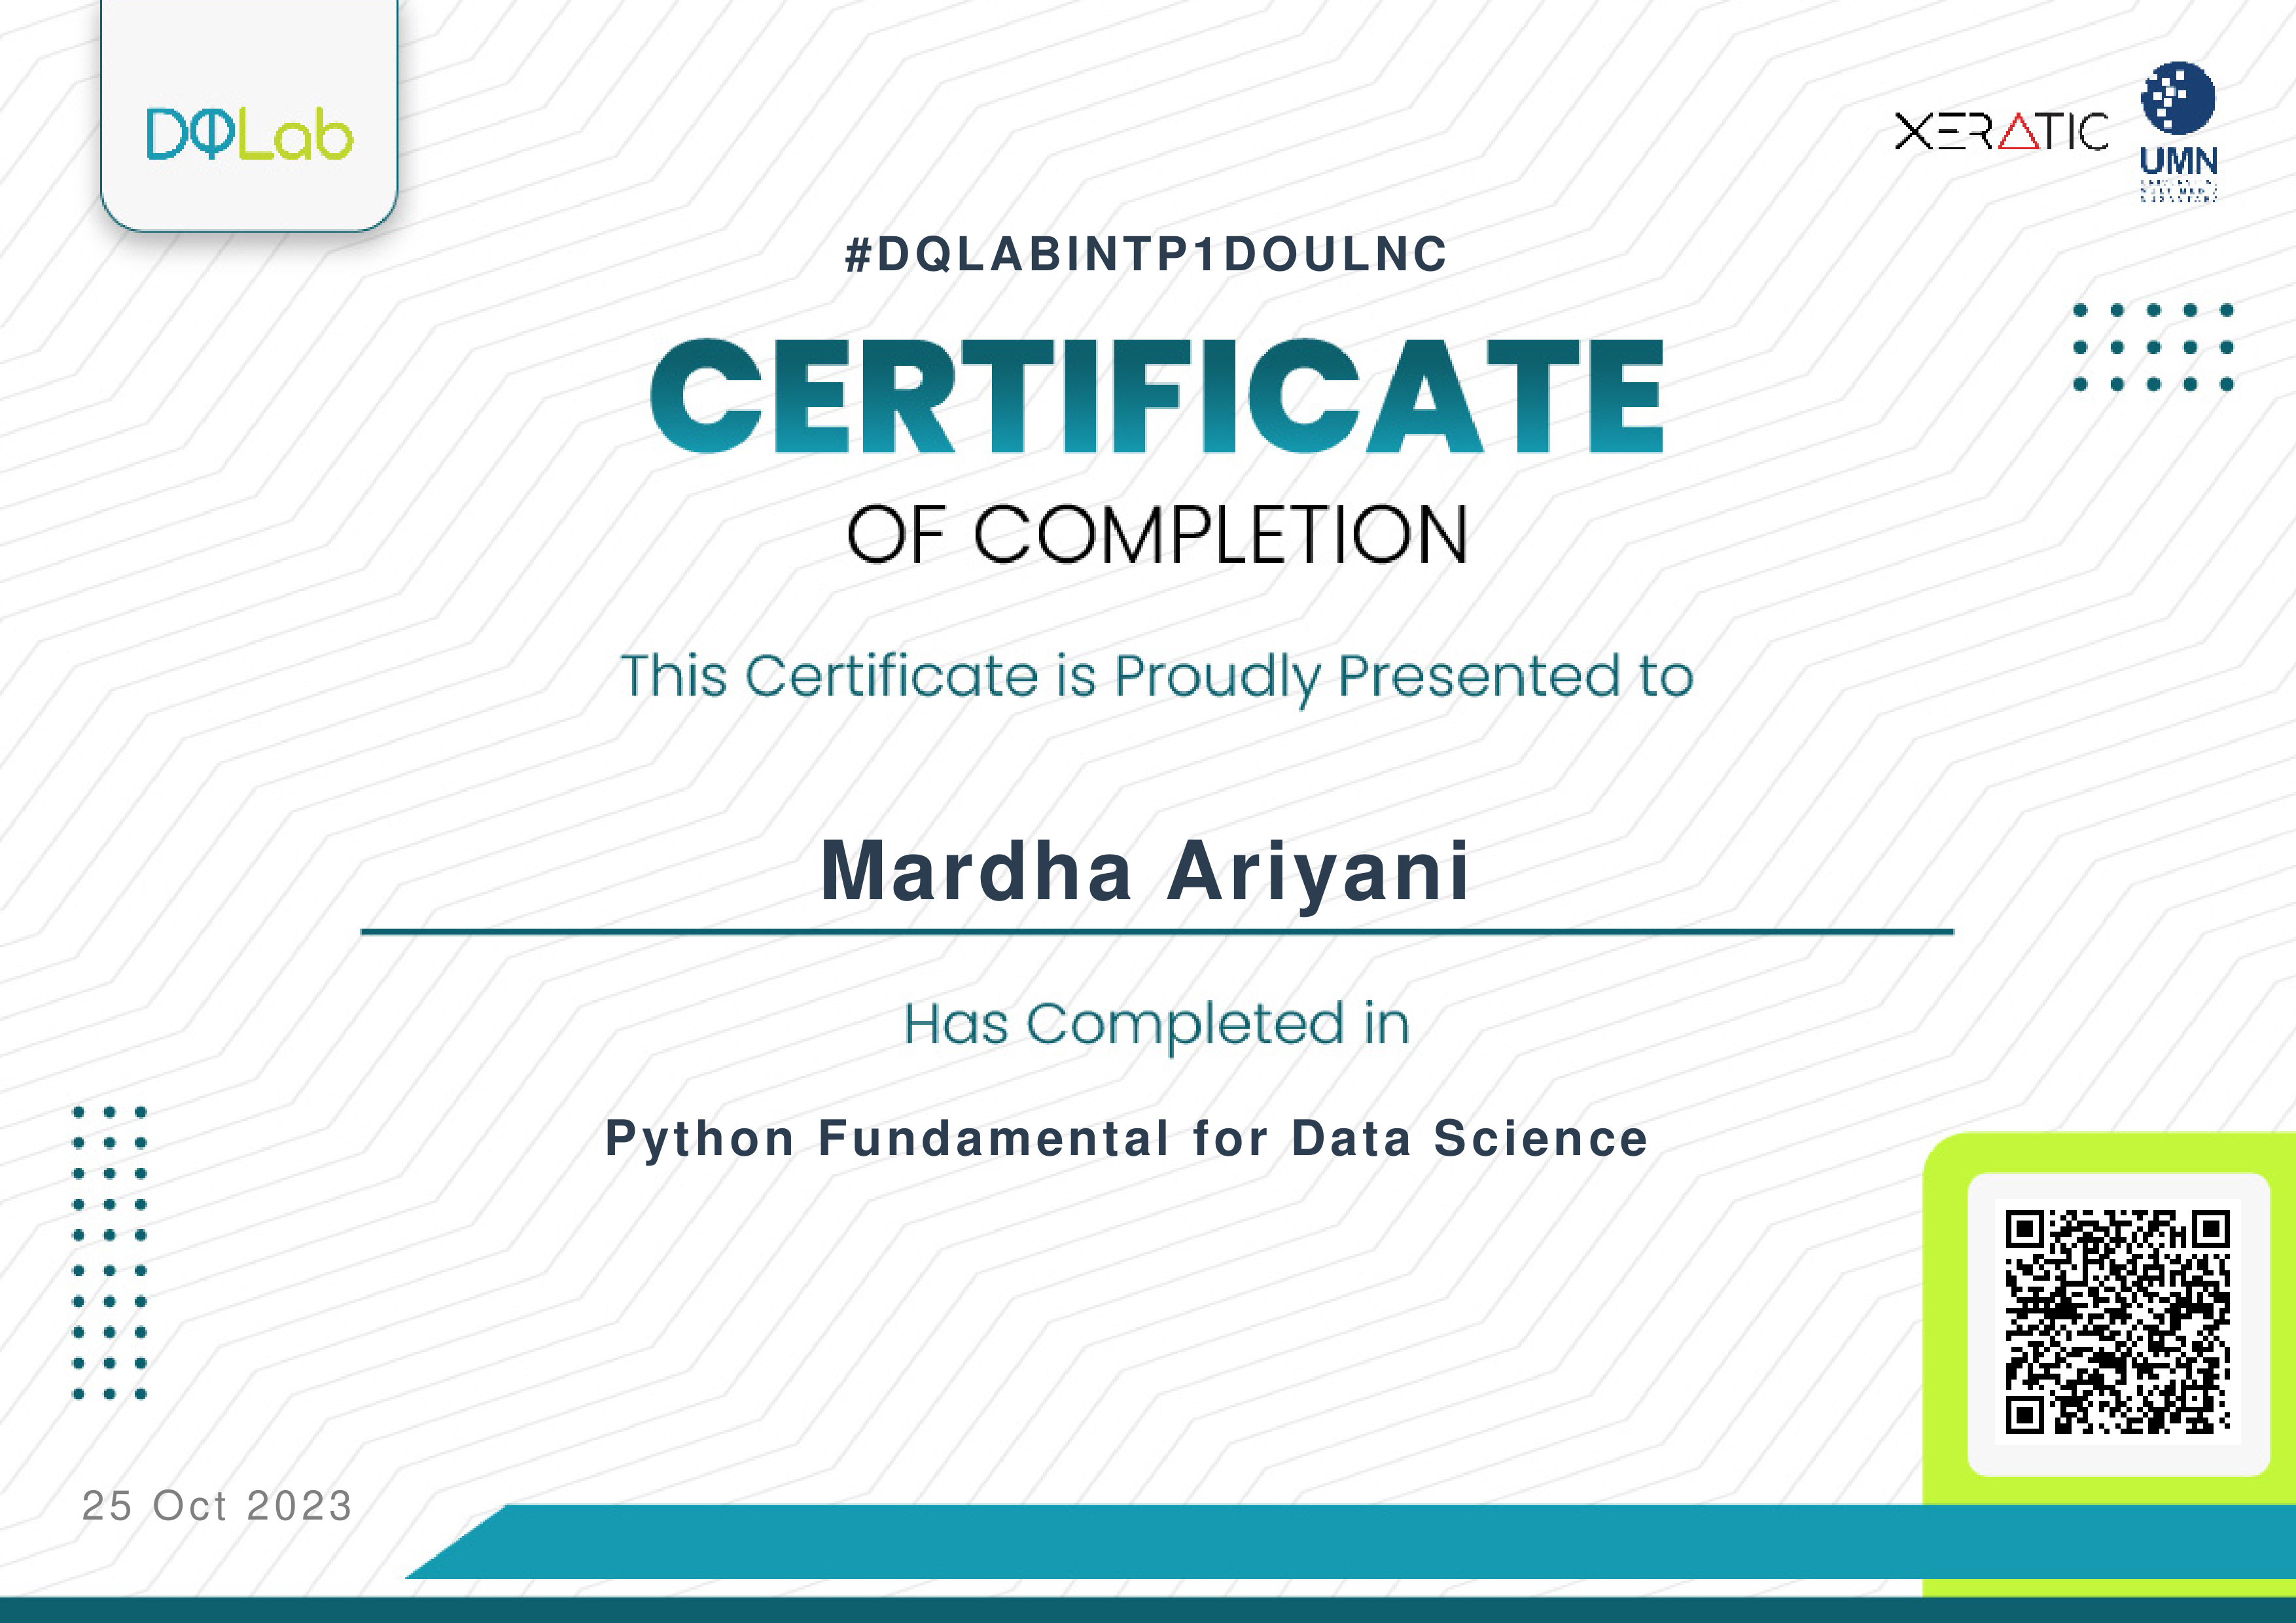 DQLab
XERATIC
UMN
#DQLABINTP1DOULNC
CERTIFICATE
OF COMPLETION
This Certificate is Proudly Presented to
Mardha Ariyani
Has Completed in
Python Fundamental for Data Science
25 Oct 2023